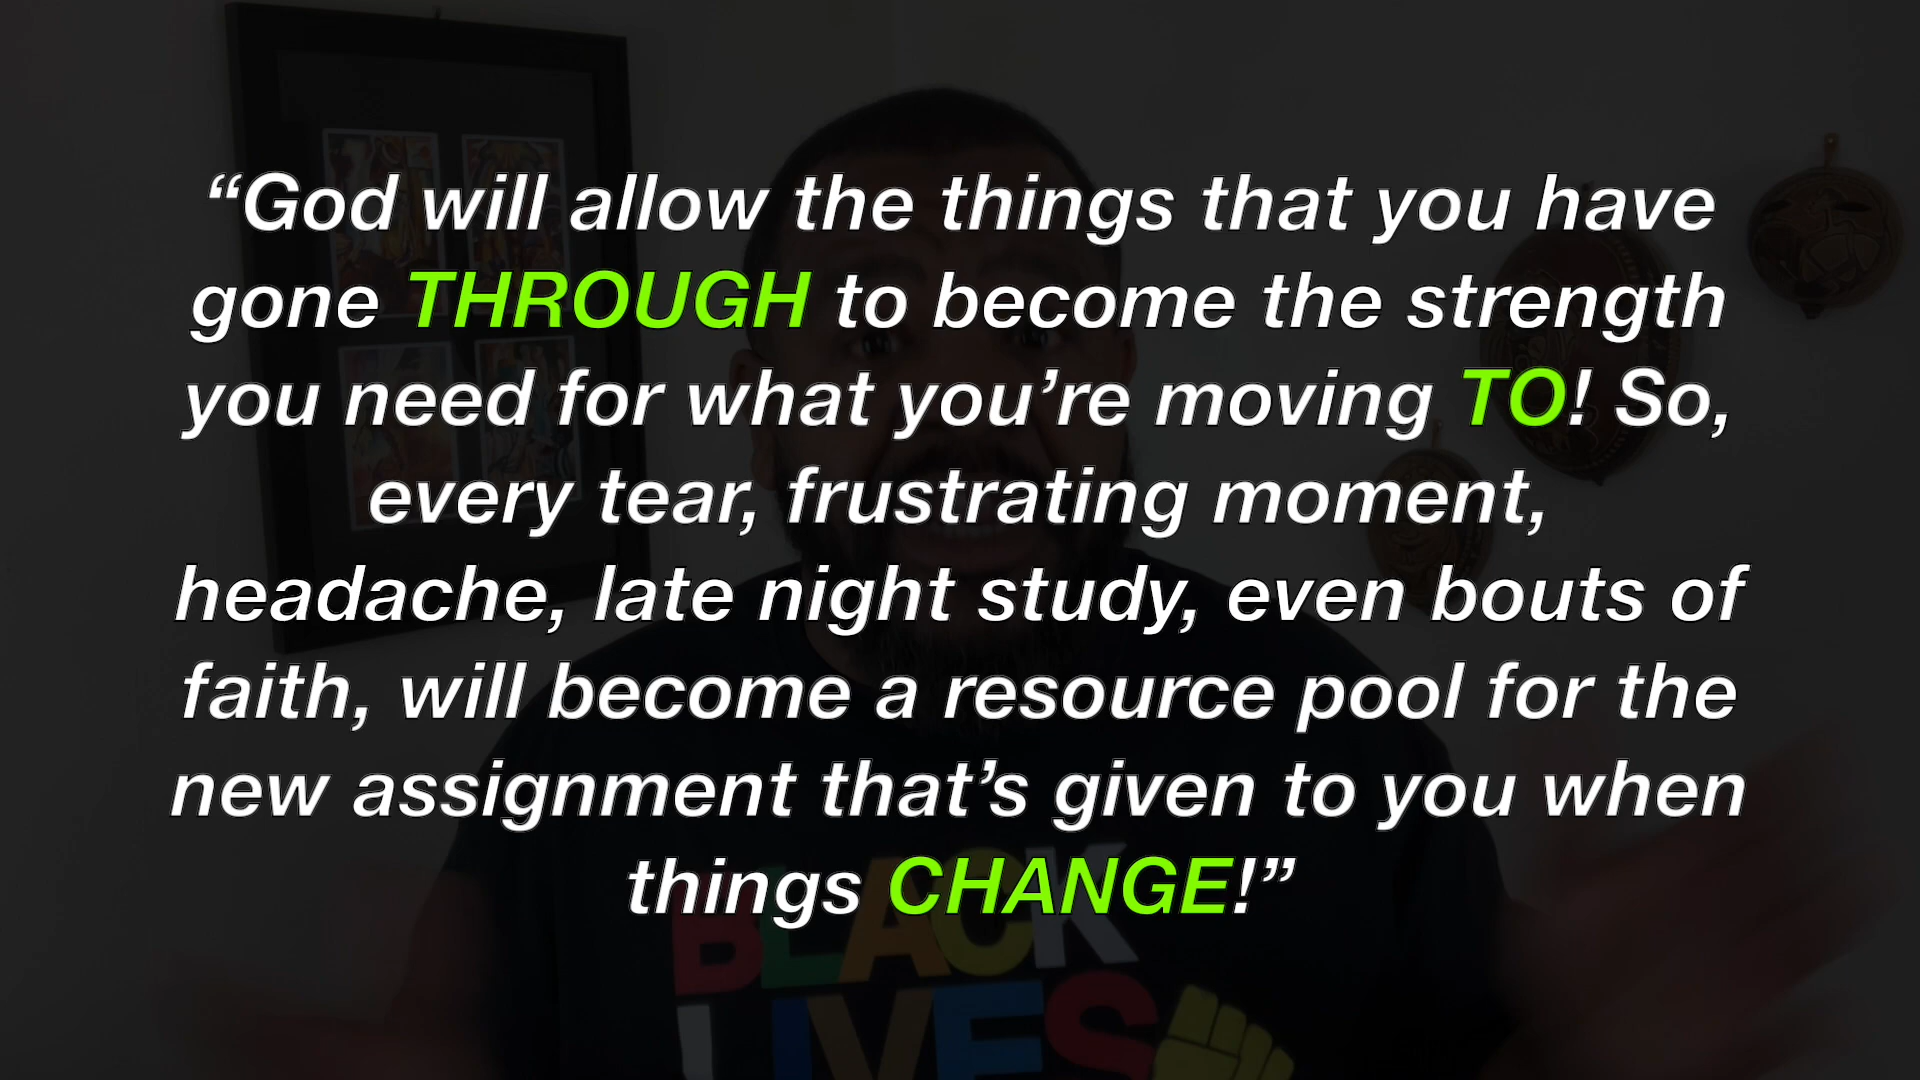 “God will allow the things that you have
gone THROUGH to become the strength
you need for what you’re moving TO! So,
every tear, frustrating moment,
headache, late night study, even bouts of
faith, will become a resource pool for the
new assignment that’s given to you when
things CHANGE!”
BLACK
LIVES